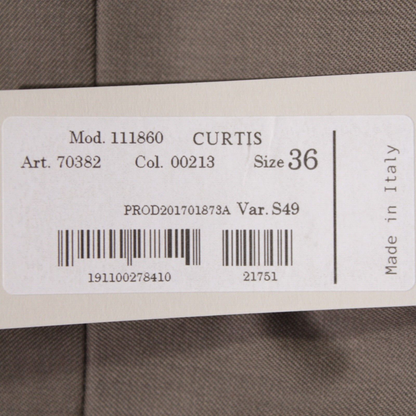 Mod. 111860 CURTIS
Art. 70382 Col. 00213 Size 36
PROD201701873A Var. S49
191100278410 21751
Made in Italy